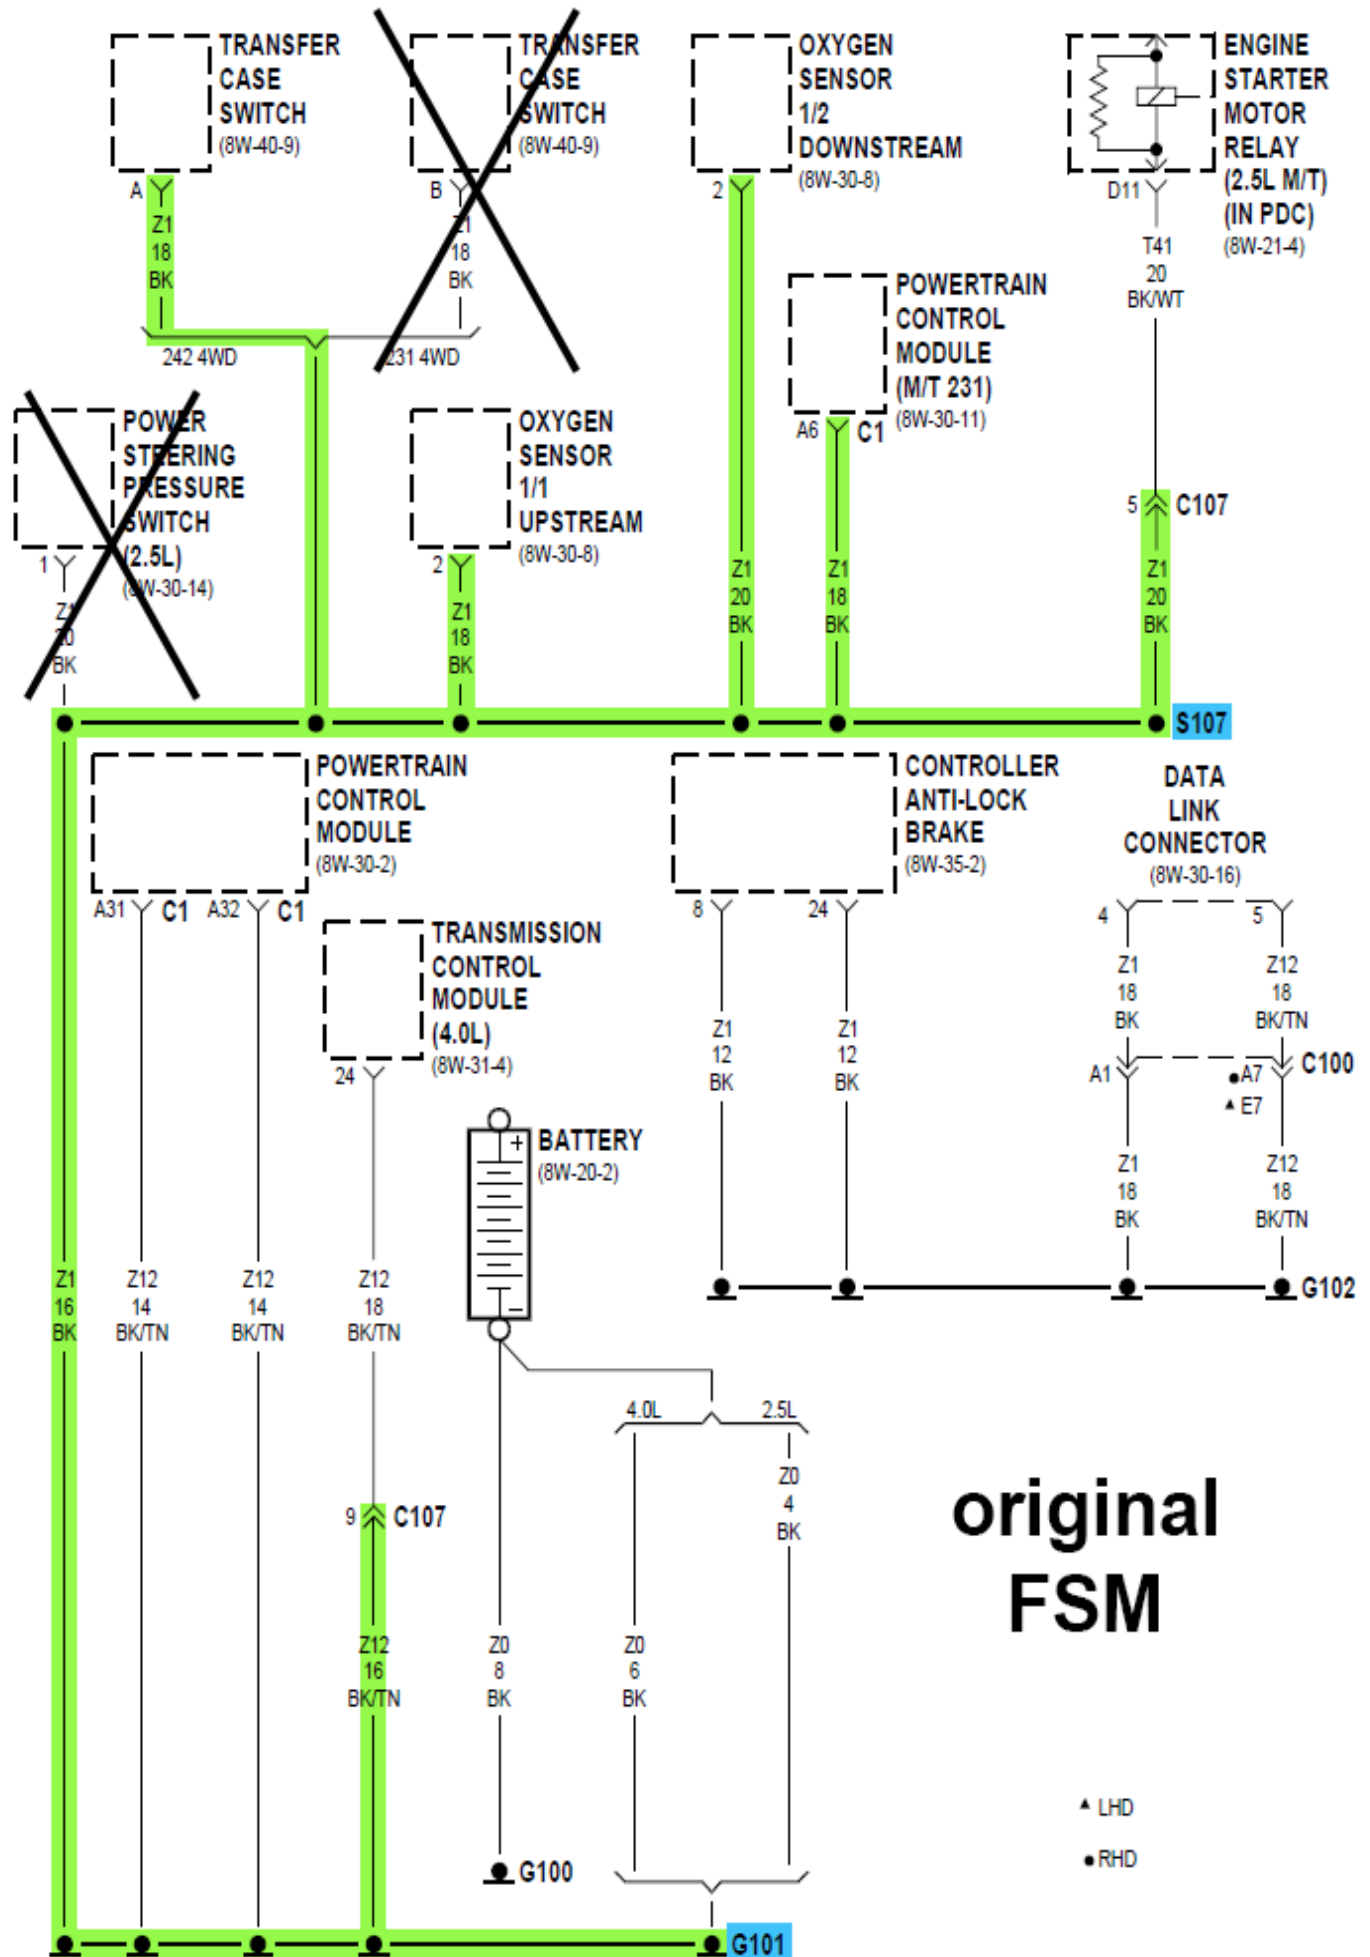 TRANSFER
CASE
SWITCH
(8W-40-9)
A
Z1
18
BK
TRANSFER
CASE
SWITCH
(8W-40-9)
B
Z1
18
BK
242 4WD
231 4WD
OXYGEN
SENSOR
1/2
DOWNSTREAM
(8W-30-8)
2
Z1
20
BK
ENGINE
STARTER
MOTOR
RELAY
(2.5L M/T)
(IN PDC)
(8W-21-4)
D11
T41
20
BK/WT
5
C107
Z1
20
BK
POWERTRAIN
CONTROL
MODULE
(M/T 231)
(8W-30-11)
A6
C1
Z1
18
BK
POWER
STEERING
PRESSURE
SWITCH
(2.5L)
(8W-30-14)
1
Z1
20
BK
OXYGEN
SENSOR
1/1
UPSTREAM
(8W-30-8)
2
Z1
18
BK
S107
POWERTRAIN
CONTROL
MODULE
(8W-30-2)
A31
C1
A32
C1
TRANSMISSION
CONTROL
MODULE
(4.0L)
(8W-31-4)
24
CONTROLLER
ANTI-LOCK
BRAKE
(8W-35-2)
8
24
Z1
12
BK
Z1
12
BK
DATA
LINK
CONNECTOR
(8W-30-16)
4
5
Z1
18
BK
Z12
18
BK/TN
A1
A7
E7
C100
Z1
18
BK
Z12
18
BK/TN
G102
BATTERY
(8W-20-2)
+
−
Z1
16
BK
Z12
14
BK/TN
Z12
14
BK/TN
Z12
18
BK/TN
9
C107
Z12
16
BK/TN
Z0
8
BK
G100
4.0L
2.5L
Z0
6
BK
Z0
4
BK
G101
original
FSM
LHD
RHD